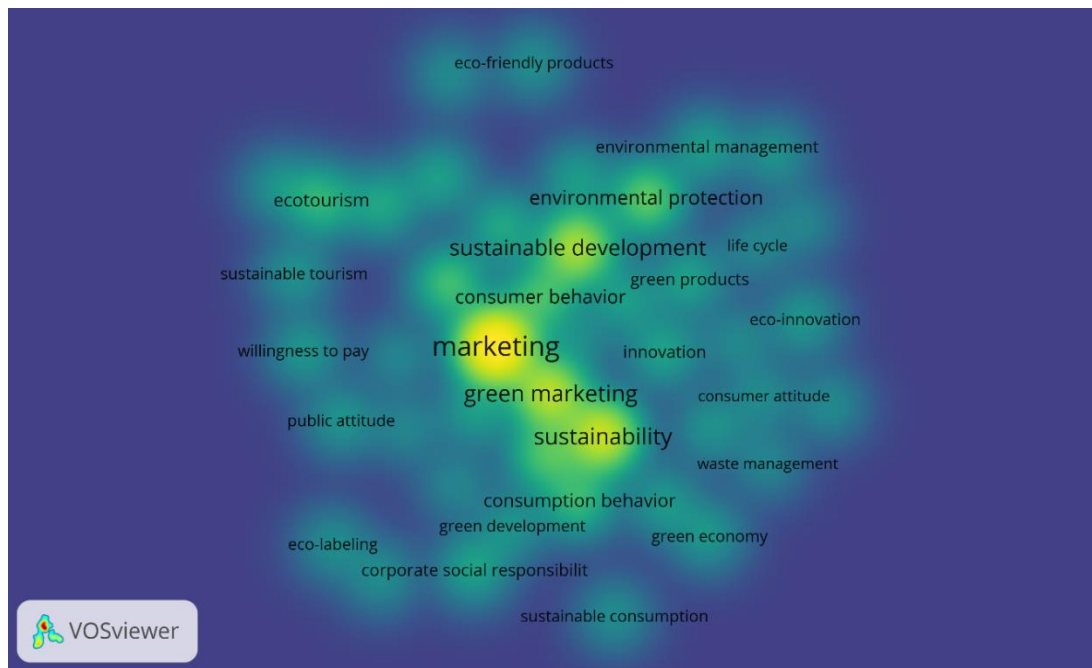 eco-friendly products
environmental management
environmental protection
ecotourism
sustainable development
life cycle
sustainable tourism
green products
consumer behavior
eco-innovation
marketing
willingness to pay
innovation
green marketing
consumer attitude
public attitude
sustainability
waste management
consumption behavior
green development
green economy
eco-labeling
corporate social responsibilit
sustainable consumption
VOSviewer